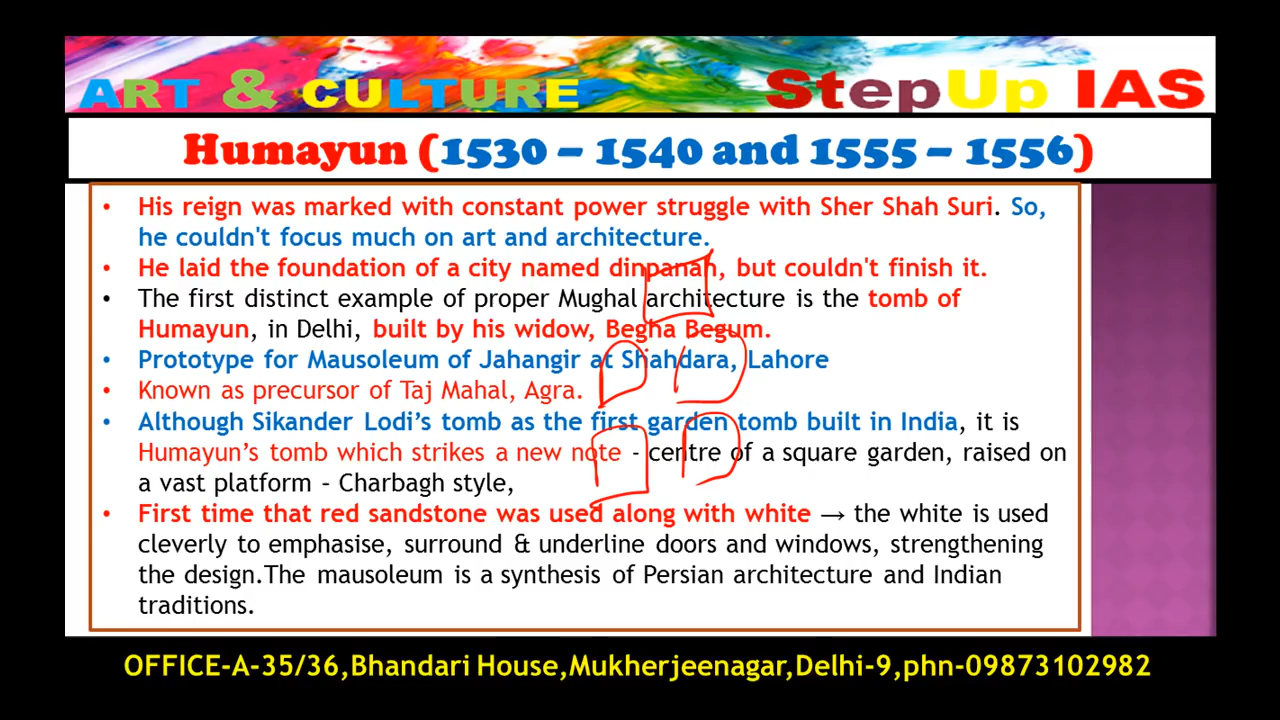 ART & CULTURE StepUp IAS
Humayun (1530 – 1540 and 1555 – 1556)
• His reign was marked with constant power struggle with Sher Shah Suri. So,
he couldn't focus much on art and architecture.
• He laid the foundation of a city named dinpanah, but couldn't finish it.
• The first distinct example of proper Mughal architecture is the tomb of
Humayun, in Delhi, built by his widow, Begha Begum.
• Prototype for Mausoleum of Jahangir at Shahdara, Lahore
• Known as precursor of Taj Mahal, Agra.
• Although Sikander Lodi’s tomb as the first garden tomb built in India, it is
Humayun’s tomb which strikes a new note - centre of a square garden, raised on
a vast platform – Charbagh style,
• First time that red sandstone was used along with white → the white is used
cleverly to emphasise, surround & underline doors and windows, strengthening
the design.The mausoleum is a synthesis of Persian architecture and Indian
traditions.
OFFICE-A-35/36,Bhandari House,Mukherjeenagar,Delhi-9,phn-09873102982